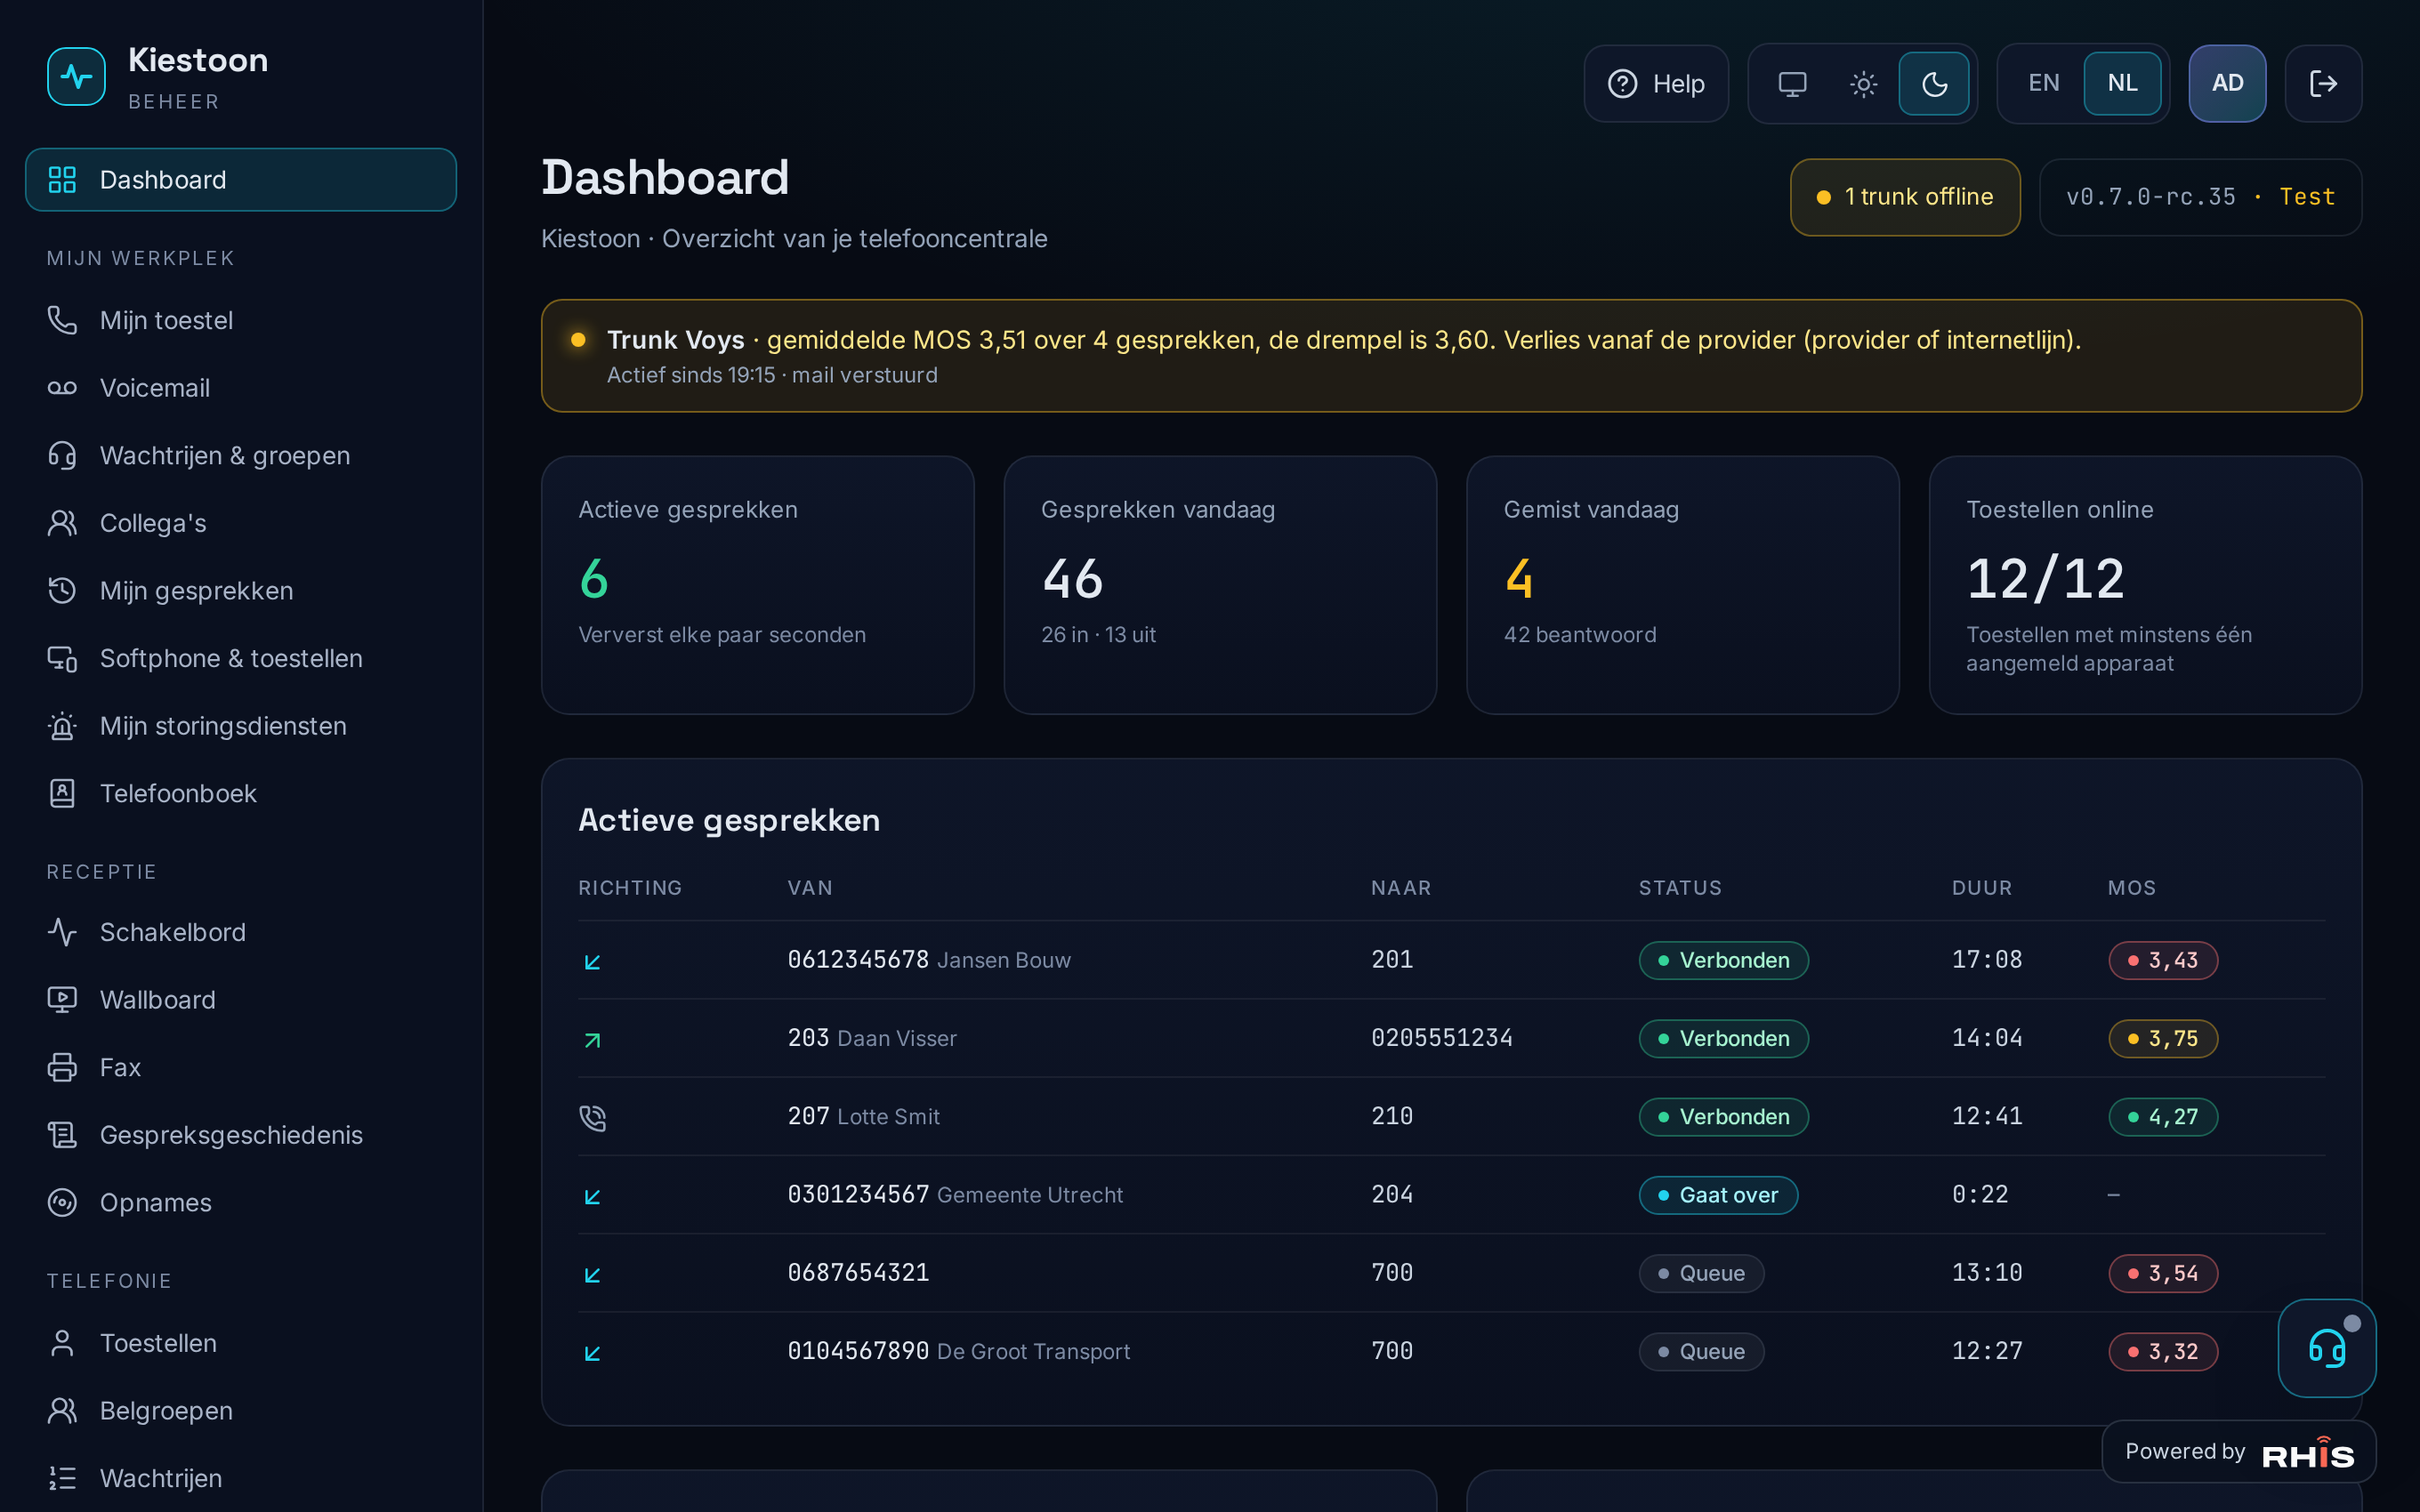 Kiestoon
BEHEER
Dashboard
MIJN WERKPLEK
Mijn toestel
Voicemail
Wachtrijen & groepen
Collega's
Mijn gesprekken
Softphone & toestellen
Mijn storingsdiensten
Telefoonboek
RECEPTIE
Schakelbord
Wallboard
Fax
Gespreksgeschiedenis
Opnames
TELEFONIE
Toestellen
Belgroepen
Wachtrijen
Help EN NL AD
Dashboard
Kiestoon · Overzicht van je telefooncentrale
1 trunk offline
v0.7.0-rc.35 · Test
Trunk Voys · gemiddelde MOS 3,51 over 4 gesprekken, de drempel is 3,60. Verlies vanaf de provider (provider of internetlijn).
Actief sinds 19:15 · mail verstuurd
Actieve gesprekken
6
Ververst elke paar seconden
Gesprekken vandaag
46
26 in · 13 uit
Gemist vandaag
4
42 beantwoord
Toestellen online
12/12
Toestellen met minstens één
aangemeld apparaat
Actieve gesprekken
RICHTING VAN NAAR STATUS DUUR MOS
0612345678 Jansen Bouw 201 Verbonden 17:08 3,43
203 Daan Visser 0205551234 Verbonden 14:04 3,75
207 Lotte Smit 210 Verbonden 12:41 4,27
0301234567 Gemeente Utrecht 204 Gaat over 0:22 –
0687654321 700 Queue 13:10 3,54
0104567890 De Groot Transport 700 Queue 12:27 3,32
Powered by RHIS